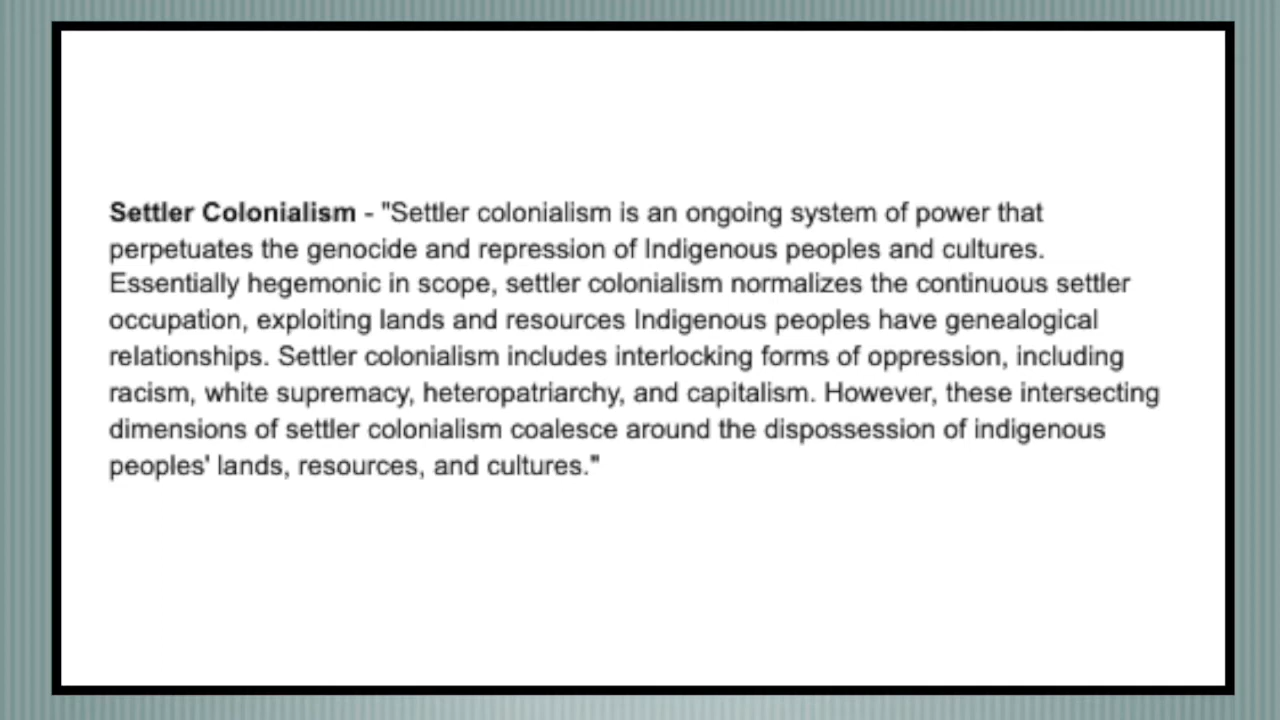 Settler Colonialism - "Settler colonialism is an ongoing system of power that
perpetuates the genocide and repression of Indigenous peoples and cultures.
Essentially hegemonic in scope, settler colonialism normalizes the continuous settler
occupation, exploiting lands and resources Indigenous peoples have genealogical
relationships. Settler colonialism includes interlocking forms of oppression, including
racism, white supremacy, heteropatriarchy, and capitalism. However, these intersecting
dimensions of settler colonialism coalesce around the dispossession of indigenous
peoples' lands, resources, and cultures."